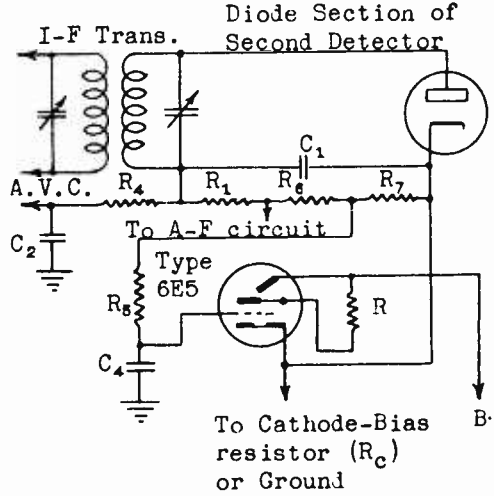 Diode Section of
I-F Trans. Second Detector
C₁
A.V.C. R₄ R₁ R₆ R₇
To A-F circuit
C₂
Type
6E5
R₅ R
C₄
To Cathode-Bias B.
resistor (Rc)
or Ground